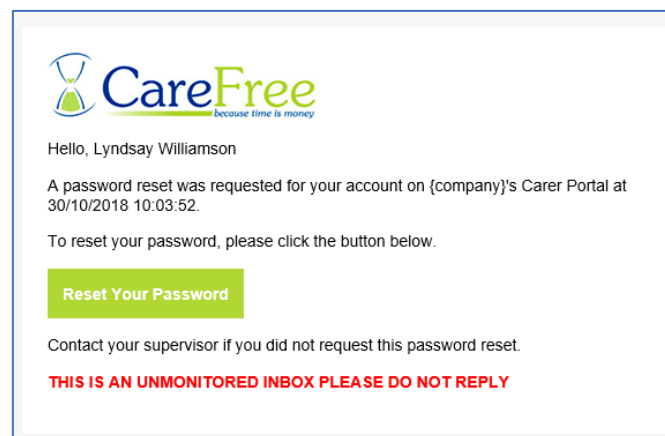 CareFree
because time is money
Hello, Lyndsay Williamson
A password reset was requested for your account on {company}'s Carer Portal at
30/10/2018 10:03:52.
To reset your password, please click the button below.
Reset Your Password
Contact your supervisor if you did not request this password reset.
THIS IS AN UNMONITORED INBOX PLEASE DO NOT REPLY